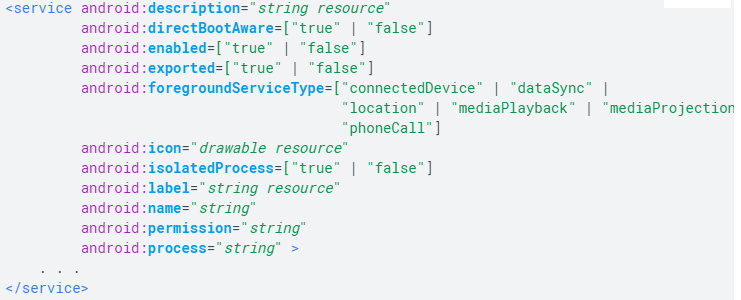 <service android:description="string resource"
         android:directBootAware=["true" | "false"]
         android:enabled=["true" | "false"]
         android:exported=["true" | "false"]
         android:foregroundServiceType=["connectedDevice" | "dataSync" |
                                        "location" | "mediaPlayback" | "mediaProjection
                                        "phoneCall"]
         android:icon="drawable resource"
         android:isolatedProcess=["true" | "false"]
         android:label="string resource"
         android:name="string"
         android:permission="string"
         android:process="string" >
    . . .
</service>